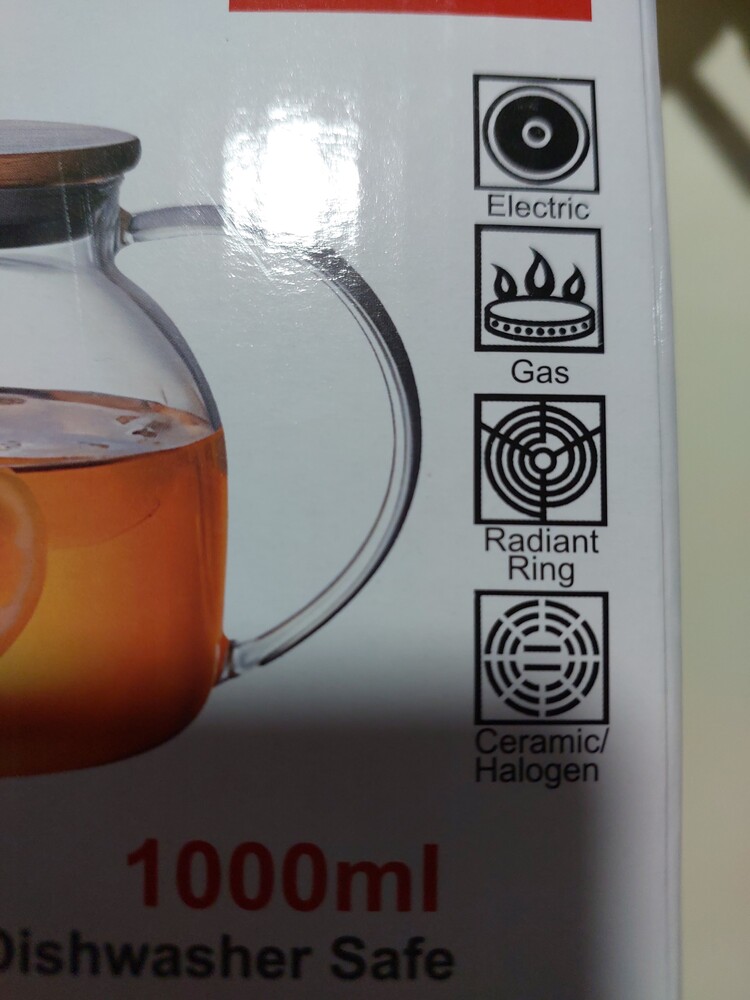 Electric
Gas
Radiant
Ring
Ceramic/
Halogen
1000ml
Dishwasher Safe